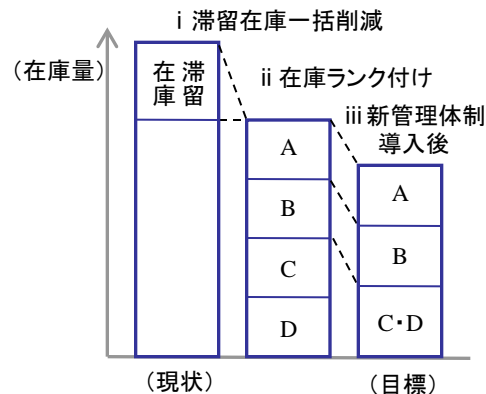 ⅰ 滞留在庫一括削減
（在庫量）
滞留
在庫
ⅱ 在庫ランク付け
ⅲ 新管理体制
導入後
A
B
C
D
A
B
C・D
（現状）
（目標）